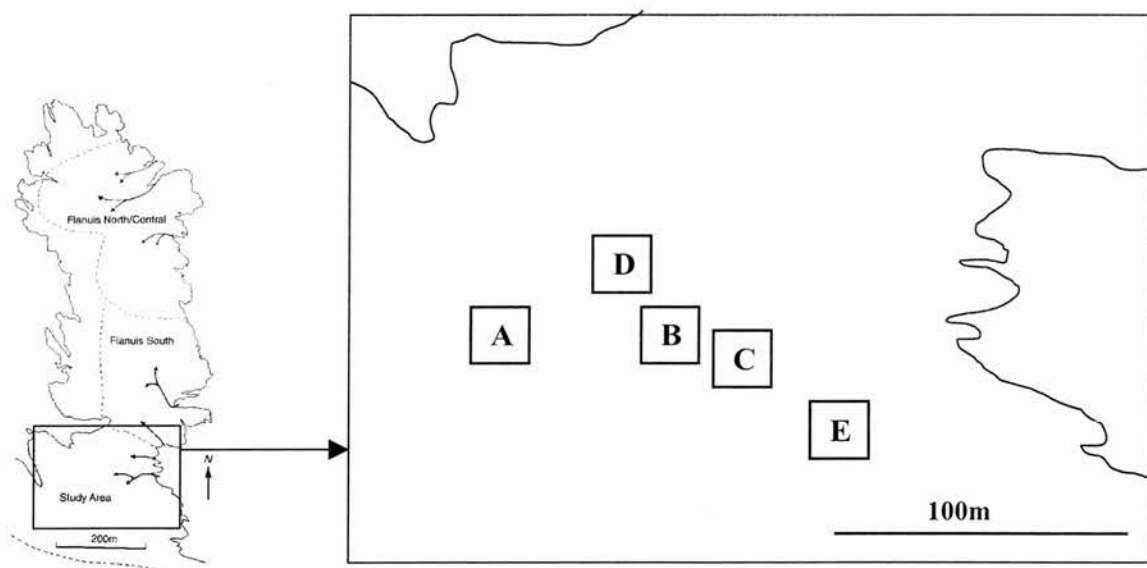 Flanuis North/Central
Flanuis South
N
Study Area
200m
D
A
B
C
E
100m